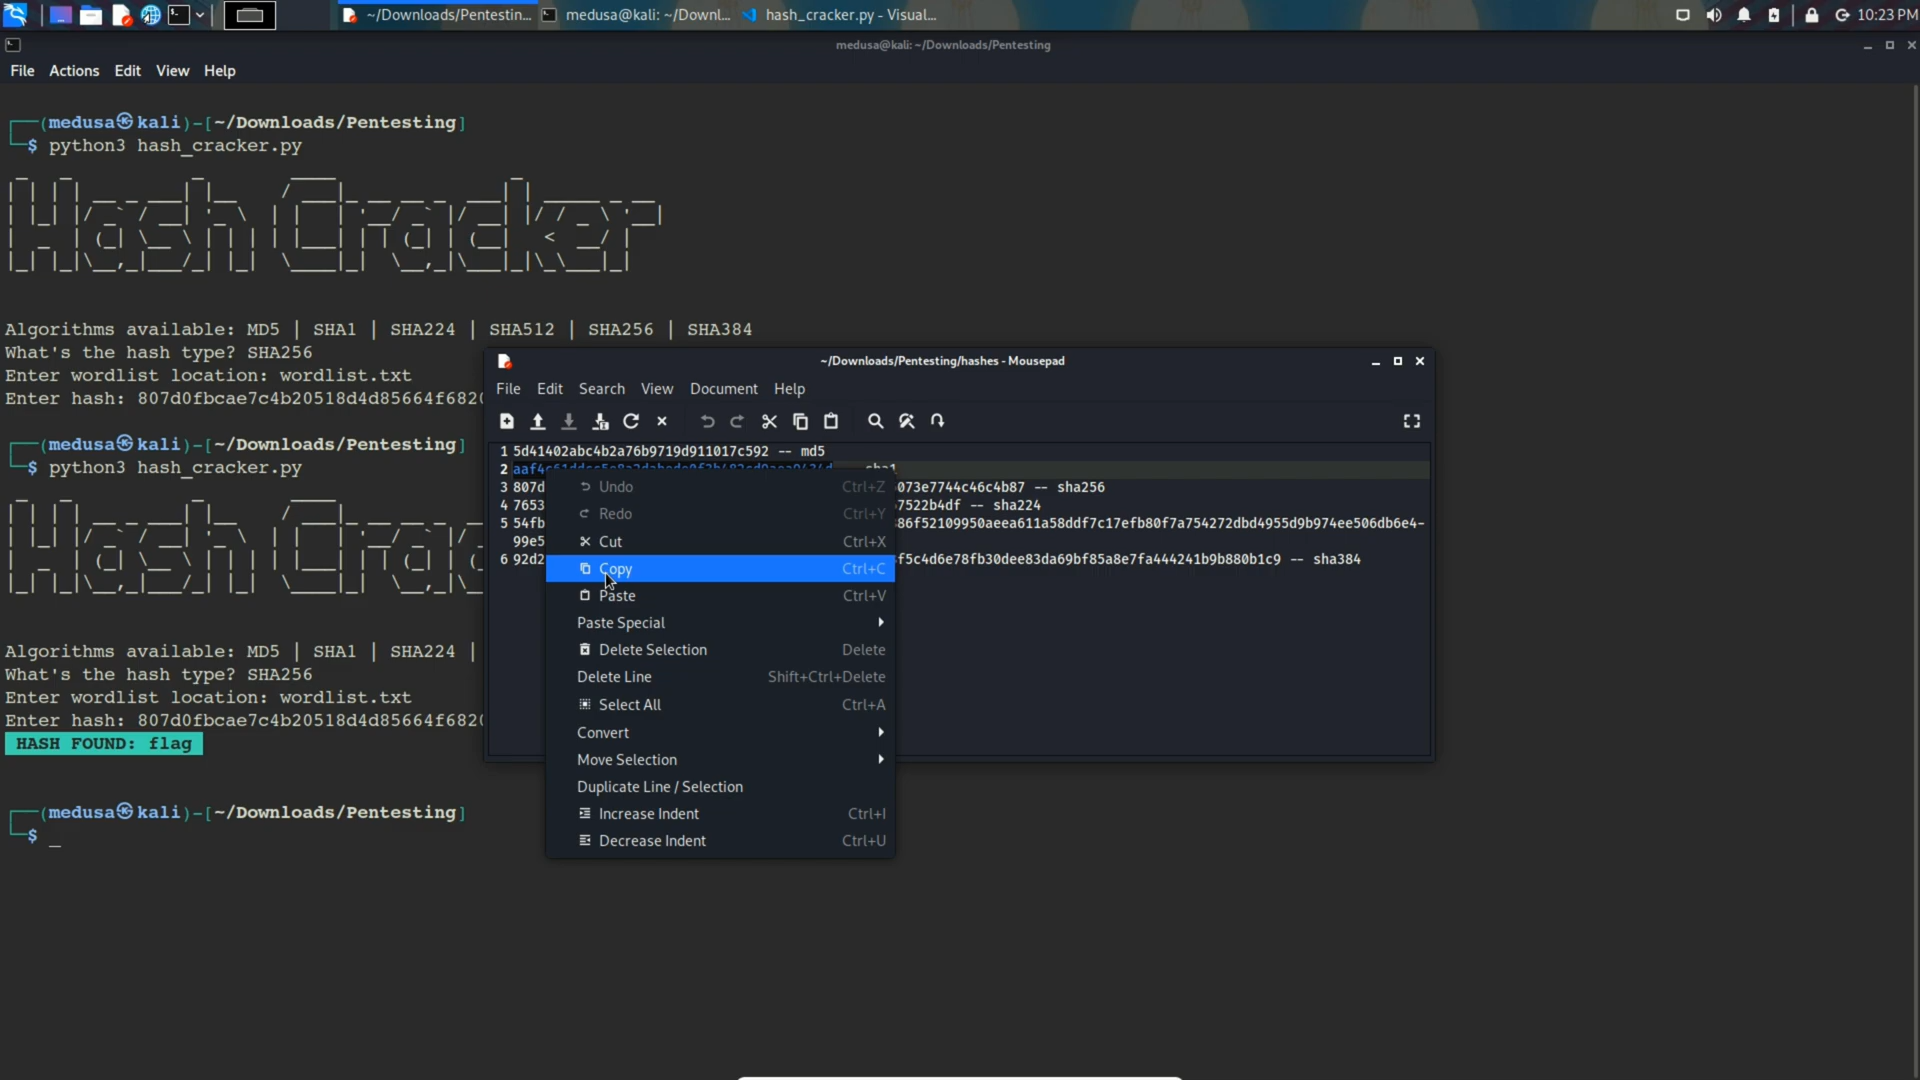 ~/Downloads/Pentestin... medusa@kali: ~/Downl... hash_cracker.py - Visual... 10:23 PM
medusa@kali: ~/Downloads/Pentesting
File Actions Edit View Help
(medusa㉿kali)-[~/Downloads/Pentesting]
$ python3 hash_cracker.py
Hash Cracker
Algorithms available: MD5 | SHA1 | SHA224 | SHA512 | SHA256 | SHA384
What's the hash type? SHA256
Enter wordlist location: wordlist.txt
Enter hash: 807d0fbcae7c4b20518d4d85664f6820
(medusa㉿kali)-[~/Downloads/Pentesting]
$ python3 hash_cracker.py
Hash Crac
Algorithms available: MD5 | SHA1 | SHA224 |
What's the hash type? SHA256
Enter wordlist location: wordlist.txt
Enter hash: 807d0fbcae7c4b20518d4d85664f6820
HASH FOUND: flag
(medusa㉿kali)-[~/Downloads/Pentesting]
$ _
~/Downloads/Pentesting/hashes - Mousepad
File Edit Search View Document Help
1 5d41402abc4b2a76b9719d911017c592 -- md5
2 sha1
3 807d 073e7744c46c4b87 -- sha256
4 7653 7522b4df -- sha224
5 54fb 86f52109950aeea611a58ddf7c17efb80f7a754272dbd4955d9b974ee506db6e4-
99e5
6 92d2 f5c4d6e78fb30dee83da69bf85a8e7fa444241b9b880b1c9 -- sha384
Undo Ctrl+Z
Redo Ctrl+Y
Cut Ctrl+X
Copy Ctrl+C
Paste Ctrl+V
Paste Special
Delete Selection Delete
Delete Line Shift+Ctrl+Delete
Select All Ctrl+A
Convert
Move Selection
Duplicate Line / Selection
Increase Indent Ctrl+I
Decrease Indent Ctrl+U